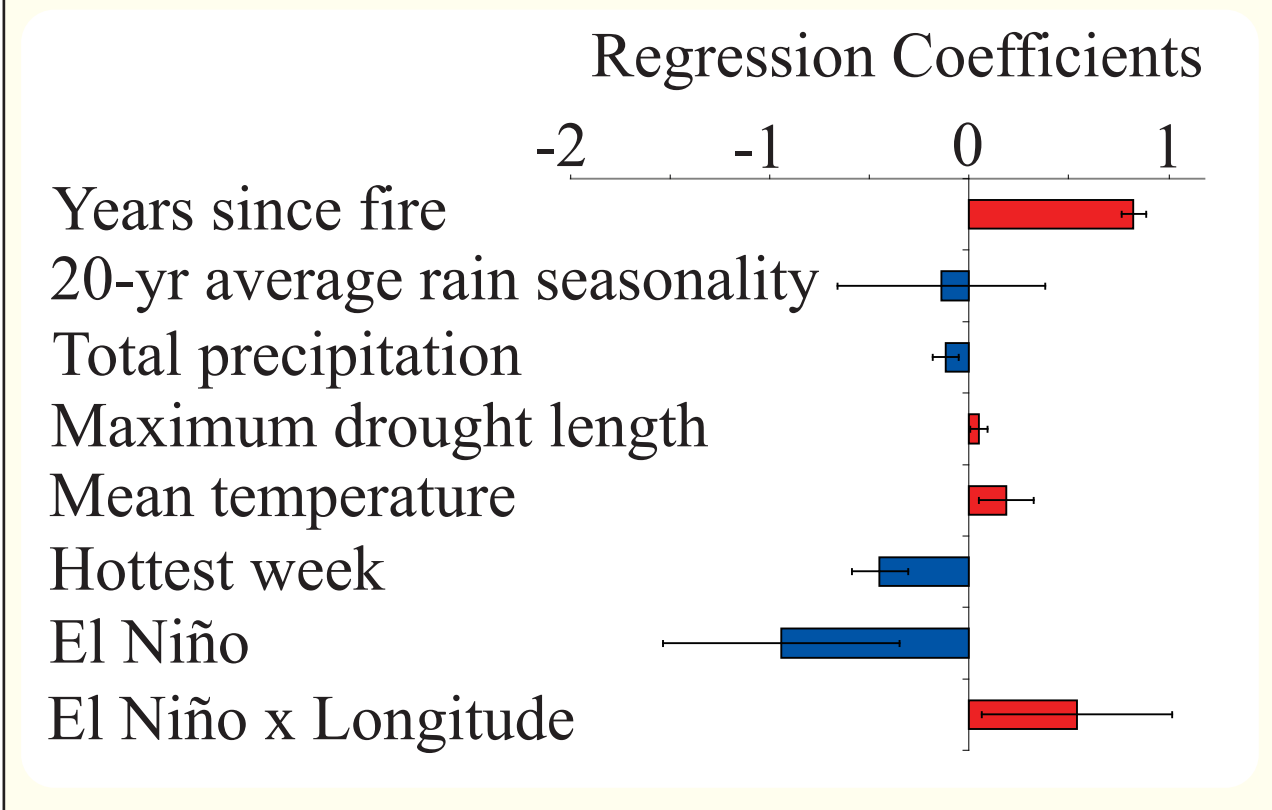 Regression Coefficients
-2 -1 0 1
Years since fire
20-yr average rain seasonality
Total precipitation
Maximum drought length
Mean temperature
Hottest week
El Niño
El Niño x Longitude